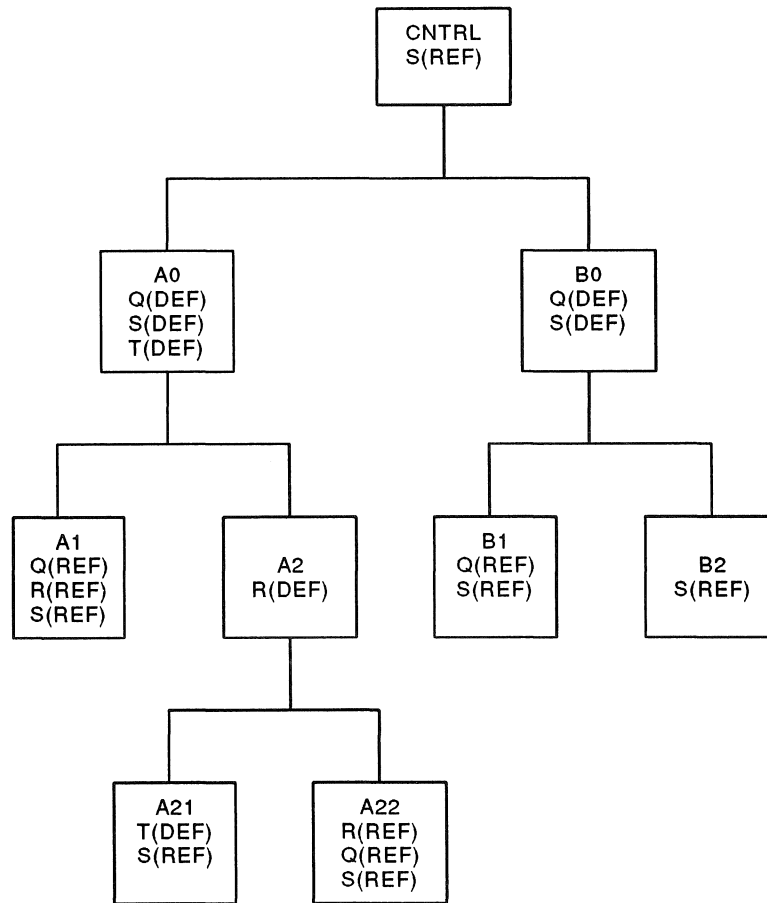 CNTRL
S(REF)
A0
Q(DEF)
S(DEF)
T(DEF)
B0
Q(DEF)
S(DEF)
A1
Q(REF)
R(REF)
S(REF)
A2
R(DEF)
B1
Q(REF)
S(REF)
B2
S(REF)
A21
T(DEF)
S(REF)
A22
R(REF)
Q(REF)
S(REF)